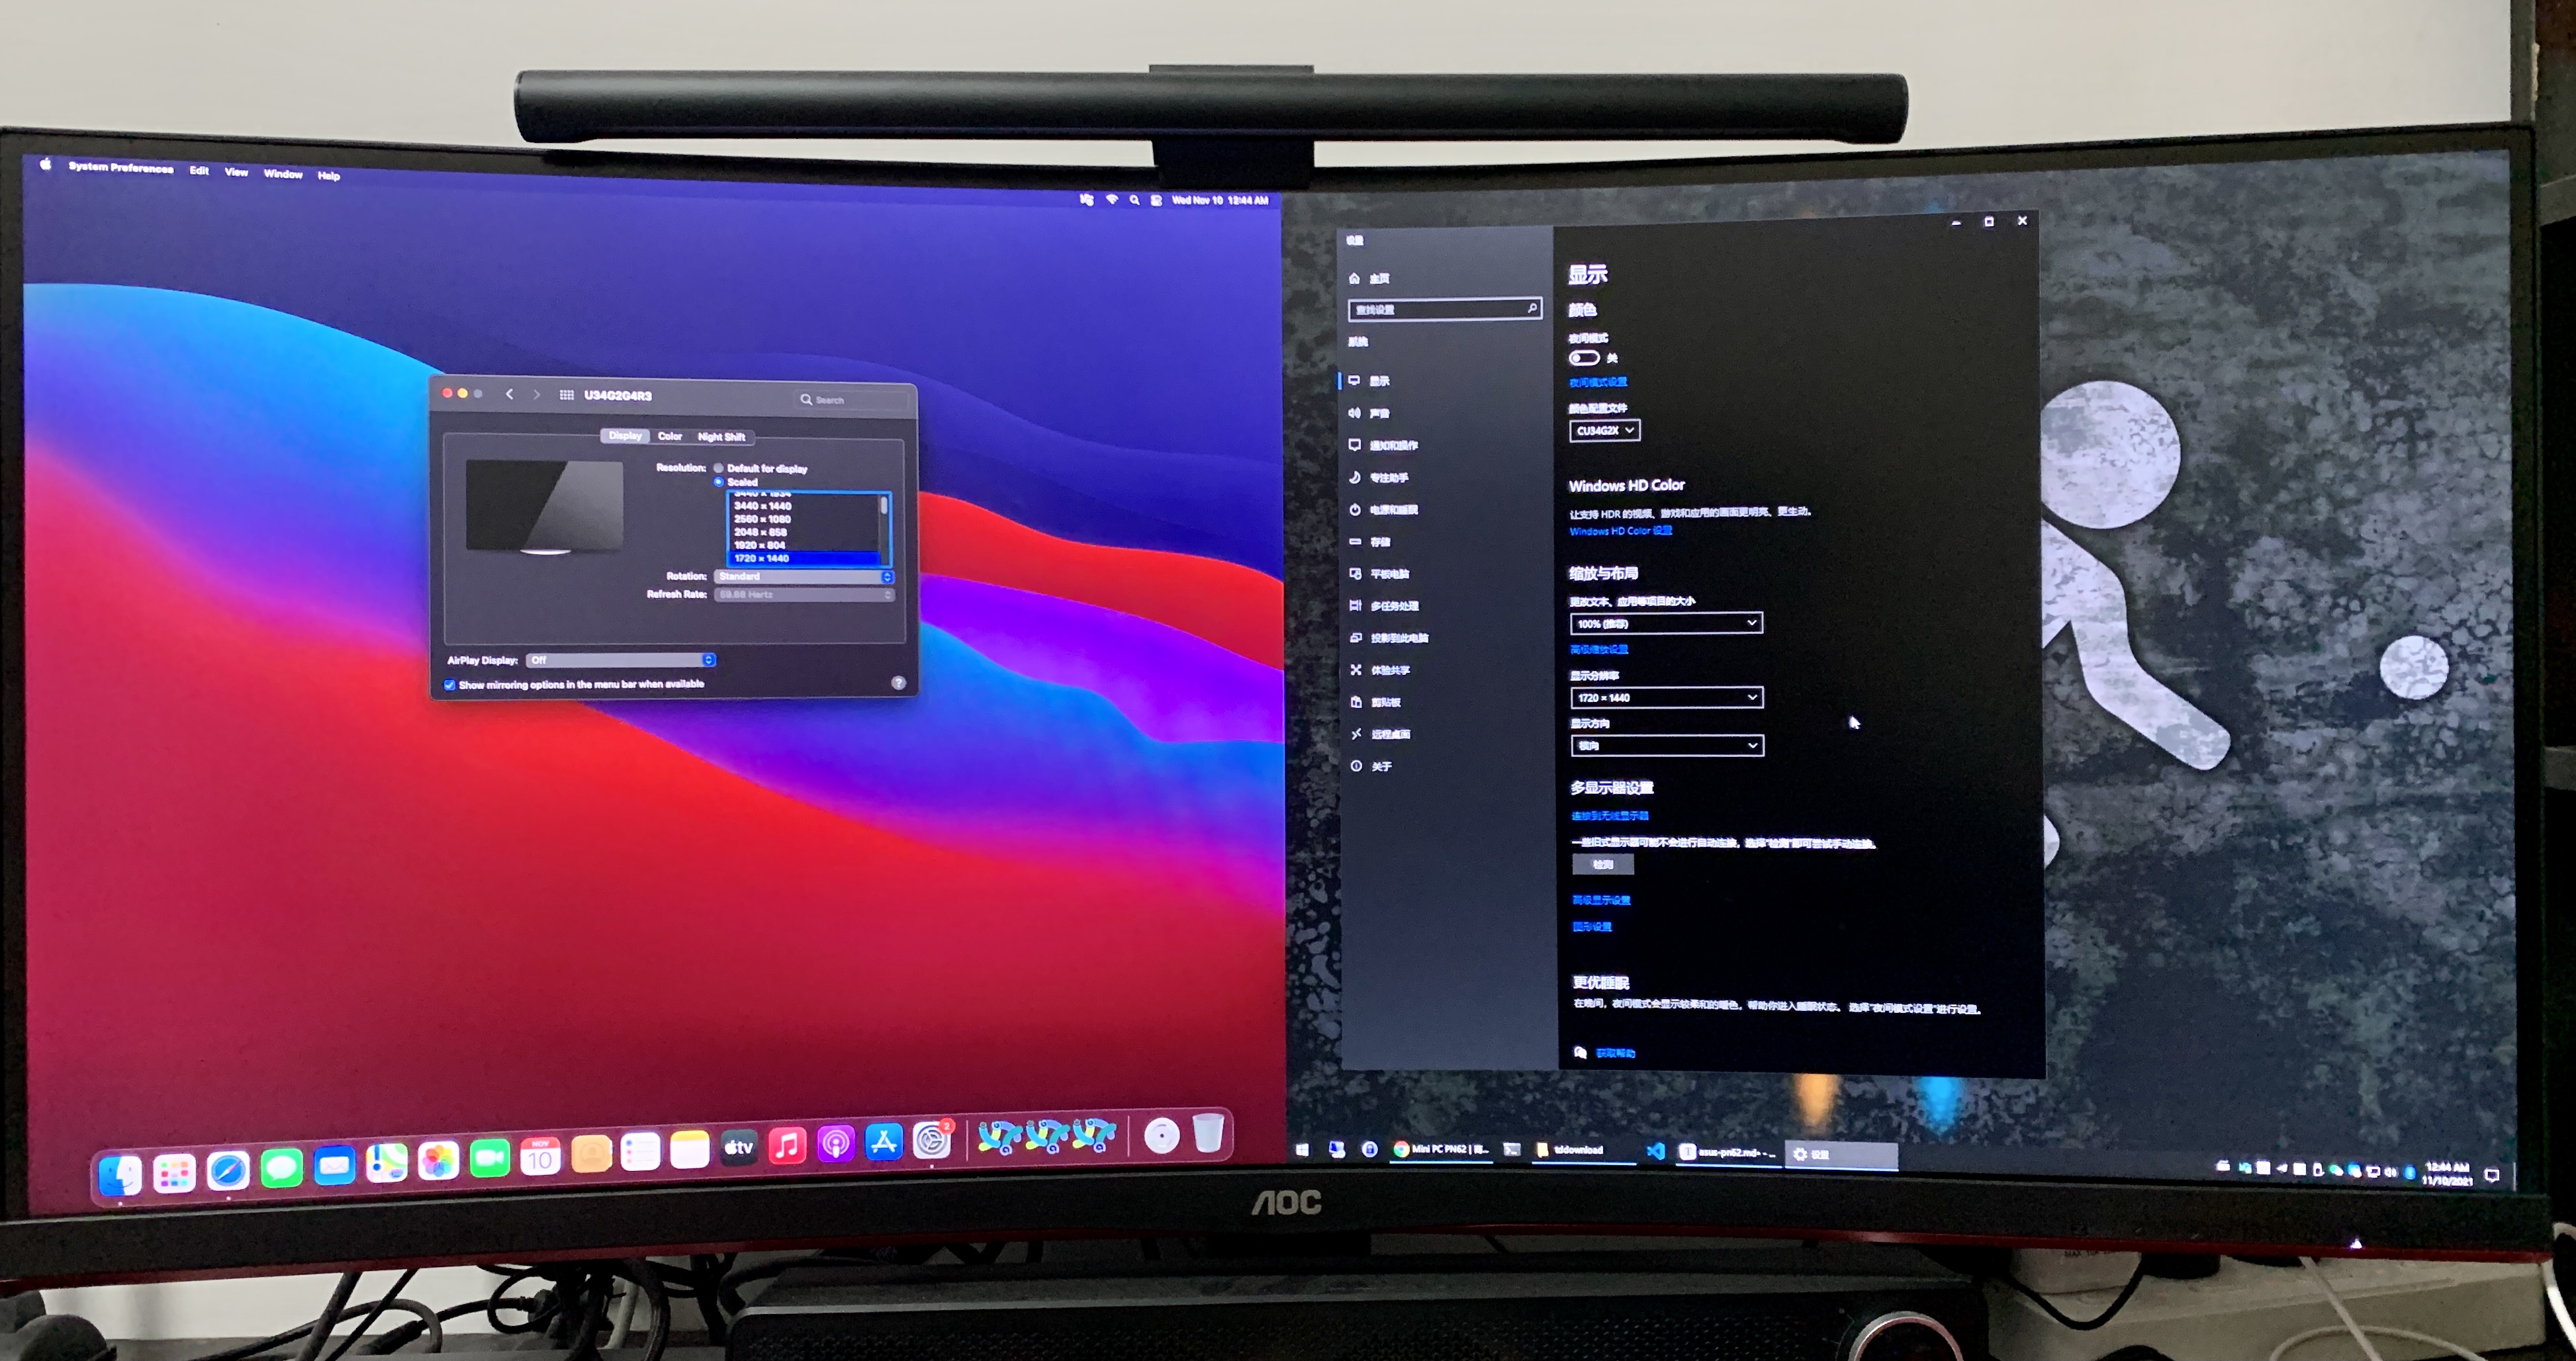 System Preferences Edit View Window Help
Wed Nov 10 12:44 AM
U34G2G4R3
Search
Display Color Night Shift
Resolution: Default for display
Scaled
3440 × 1440
2560 × 1080
2048 × 858
1920 × 804
1720 × 1440
Rotation: Standard
Refresh Rate: 59.88 Hertz
AirPlay Display: Off
Show mirroring options in the menu bar when available
?
NOV
10
tv
2
设置
主页
查找设置
系统
显示
声音
通知和操作
专注助手
电源和睡眠
存储
平板电脑
多任务处理
投影到此电脑
体验共享
剪贴板
远程桌面
关于
显示
颜色
夜间模式
关
夜间模式设置
颜色配置文件
CU34G2X
Windows HD Color
让支持 HDR 的视频、游戏和应用的画面更明亮、更生动。
Windows HD Color 设置
缩放与布局
更改文本、应用等项目的大小
100% (推荐)
高级缩放设置
显示分辨率
1720 × 1440
显示方向
横向
多显示器设置
连接到无线显示器
一些旧式显示器可能不会进行自动连接，选择"检测"即可尝试手动连接。
检测
高级显示设置
图形设置
更优睡眠
在晚间，夜间模式会显示较柔和的暖色，帮助你进入睡眠状态。 选择"夜间模式设置"进行设置。
获取帮助
Mini PC PN62 |
tddownload
asus-pn62.md
设置
12:44 AM
11/10/2021
AOC